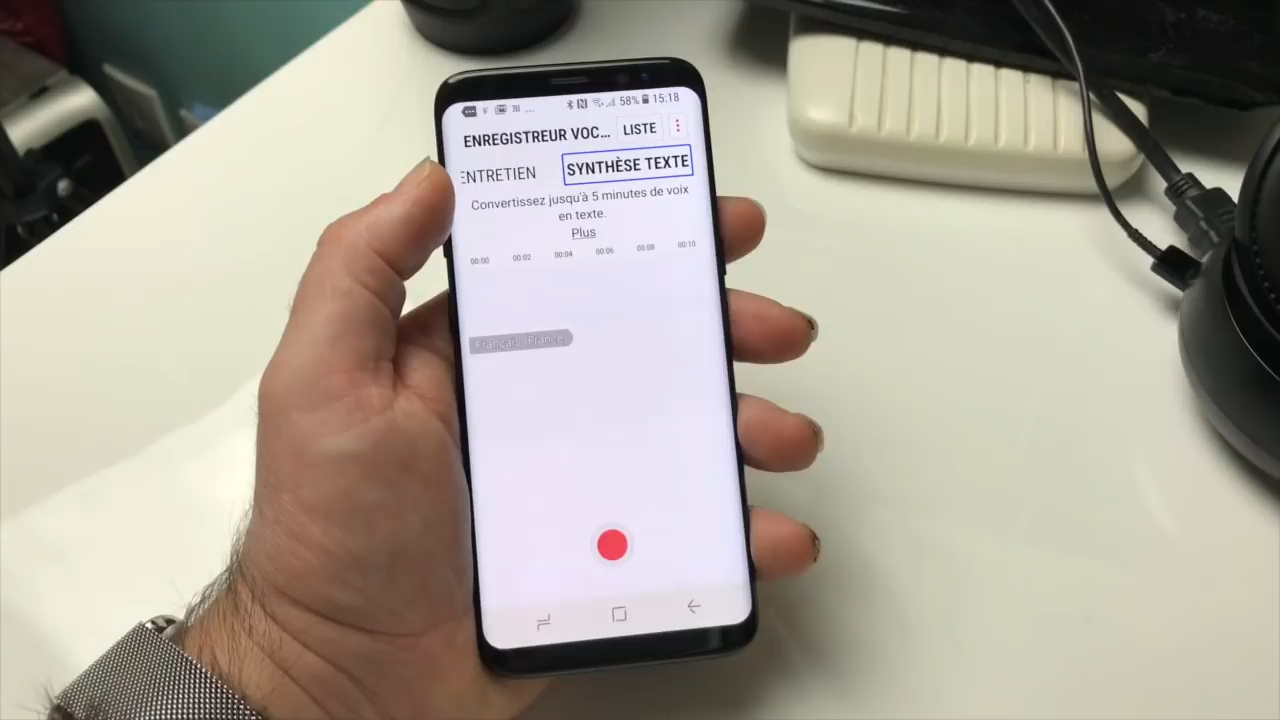 58% 15:18
ENREGISTREUR VOC... LISTE
ENTRETIEN SYNTHÈSE TEXTE
Convertissez jusqu'à 5 minutes de voix
en texte.
Plus
00:00 00:02 00:04 00:06 00:08 00:10
Français (France)